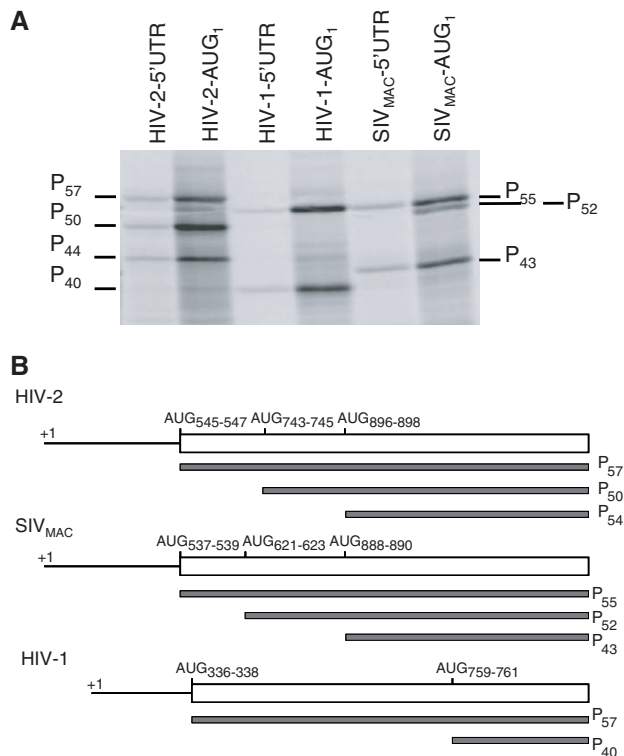 A
HIV-2-5'UTR
HIV-2-AUG1
HIV-1-5'UTR
HIV-1-AUG1
SIVMAC-5'UTR
SIVMAC-AUG1
P57
P50
P44
P40
P55
P52
P43
B
HIV-2
+1
AUG545-547 AUG743-745 AUG896-898
P57
P50
P54
SIVMAC
+1
AUG537-539 AUG621-623 AUG888-890
P55
P52
P43
HIV-1
+1
AUG336-338 AUG759-761
P57
P40